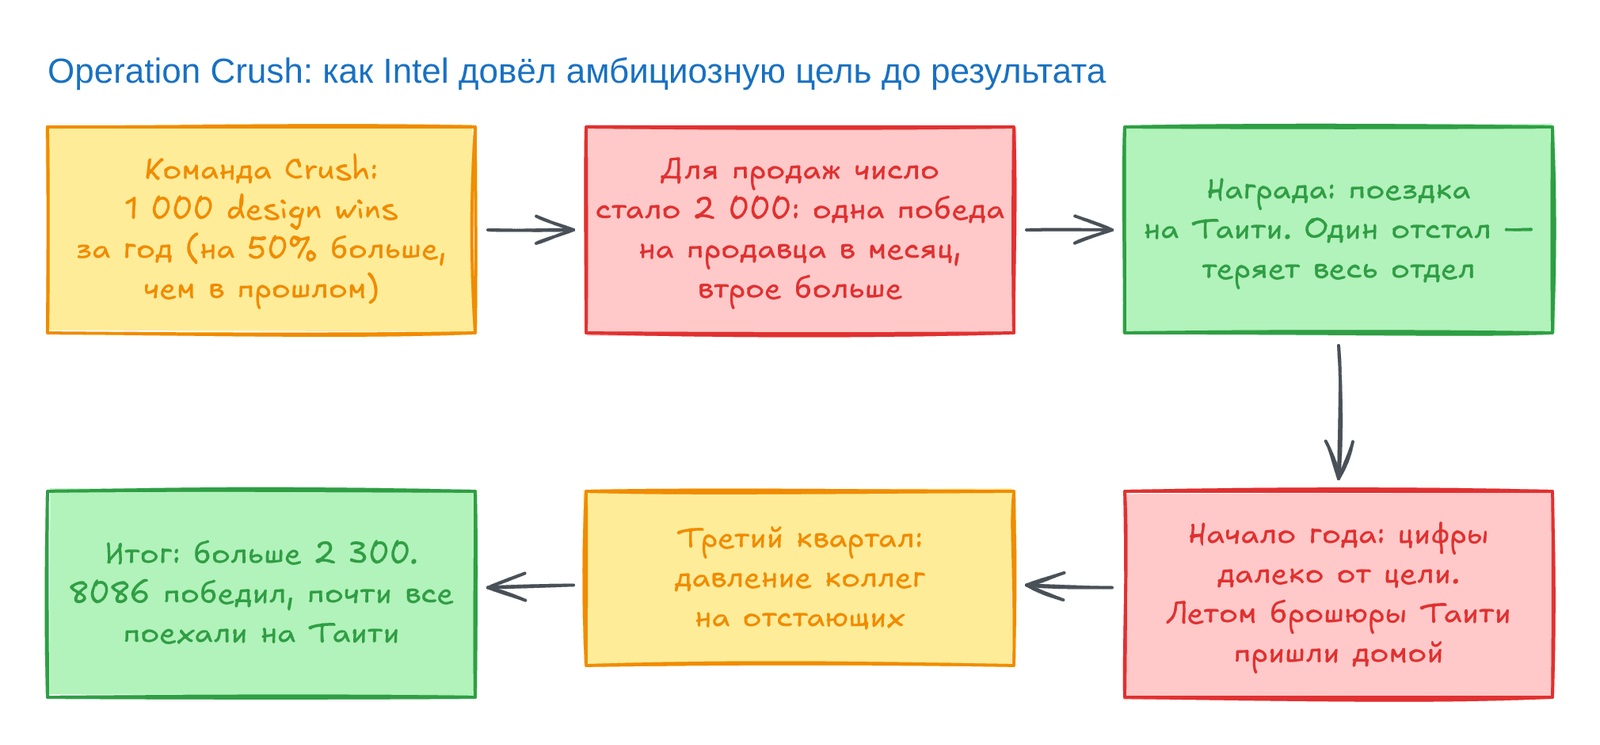 Operation Crush: как Intel довёл амбициозную цель до результата
Команда Crush:
1 000 design wins
за год (на 50% больше,
чем в прошлом)
Для продаж число
стало 2 000: одна победа
на продавца в месяц,
втрое больше
Награда: поездка
на Таити. Один отстал —
теряет весь отдел
Начало года: цифры
далеко от цели.
Летом брошюры Таити
пришли домой
Третий квартал:
давление коллег
на отстающих
Итог: больше 2 300.
8086 победил, почти все
поехали на Таити